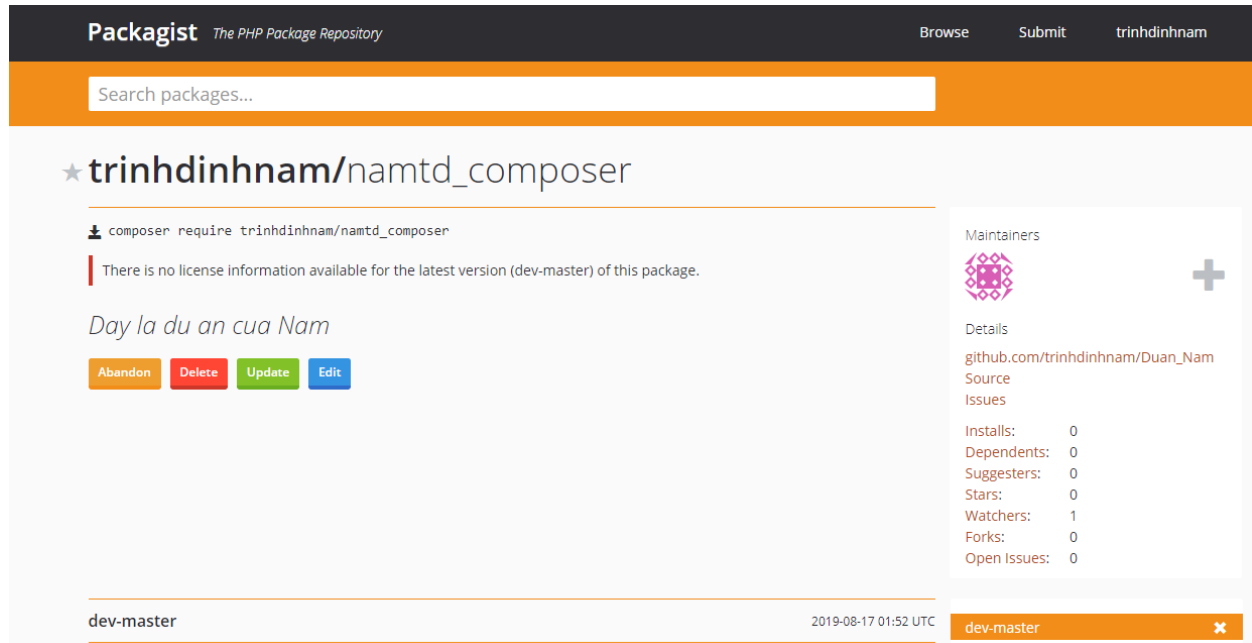 Packagist The PHP Package Repository
Browse Submit trinhdinhnam
Search packages...
trinhdinhnam/namtd_composer
composer require trinhdinhnam/namtd_composer
There is no license information available for the latest version (dev-master) of this package.
Day la du an cua Nam
Abandon Delete Update Edit
Maintainers
Details
github.com/trinhdinhnam/Duan_Nam
Source
Issues
Installs: 0
Dependents: 0
Suggesters: 0
Stars: 0
Watchers: 1
Forks: 0
Open Issues: 0
dev-master 2019-08-17 01:52 UTC
dev-master